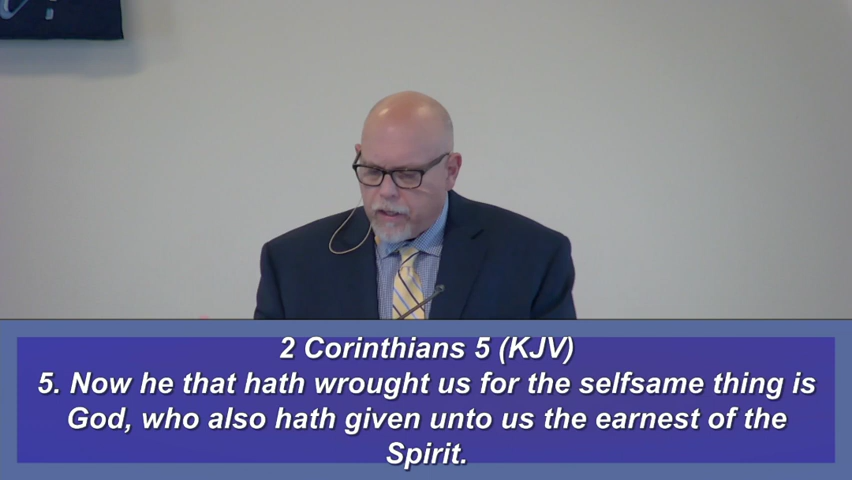 2 Corinthians 5 (KJV)
5. Now he that hath wrought us for the selfsame thing is
God, who also hath given unto us the earnest of the
Spirit.